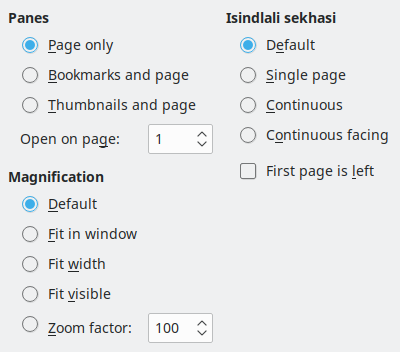 Panes
Page only
Bookmarks and page
Thumbnails and page
Open on page: 1
Magnification
Default
Fit in window
Fit width
Fit visible
Zoom factor: 100
Isindlali sekhasi
Default
Single page
Continuous
Continuous facing
First page is left